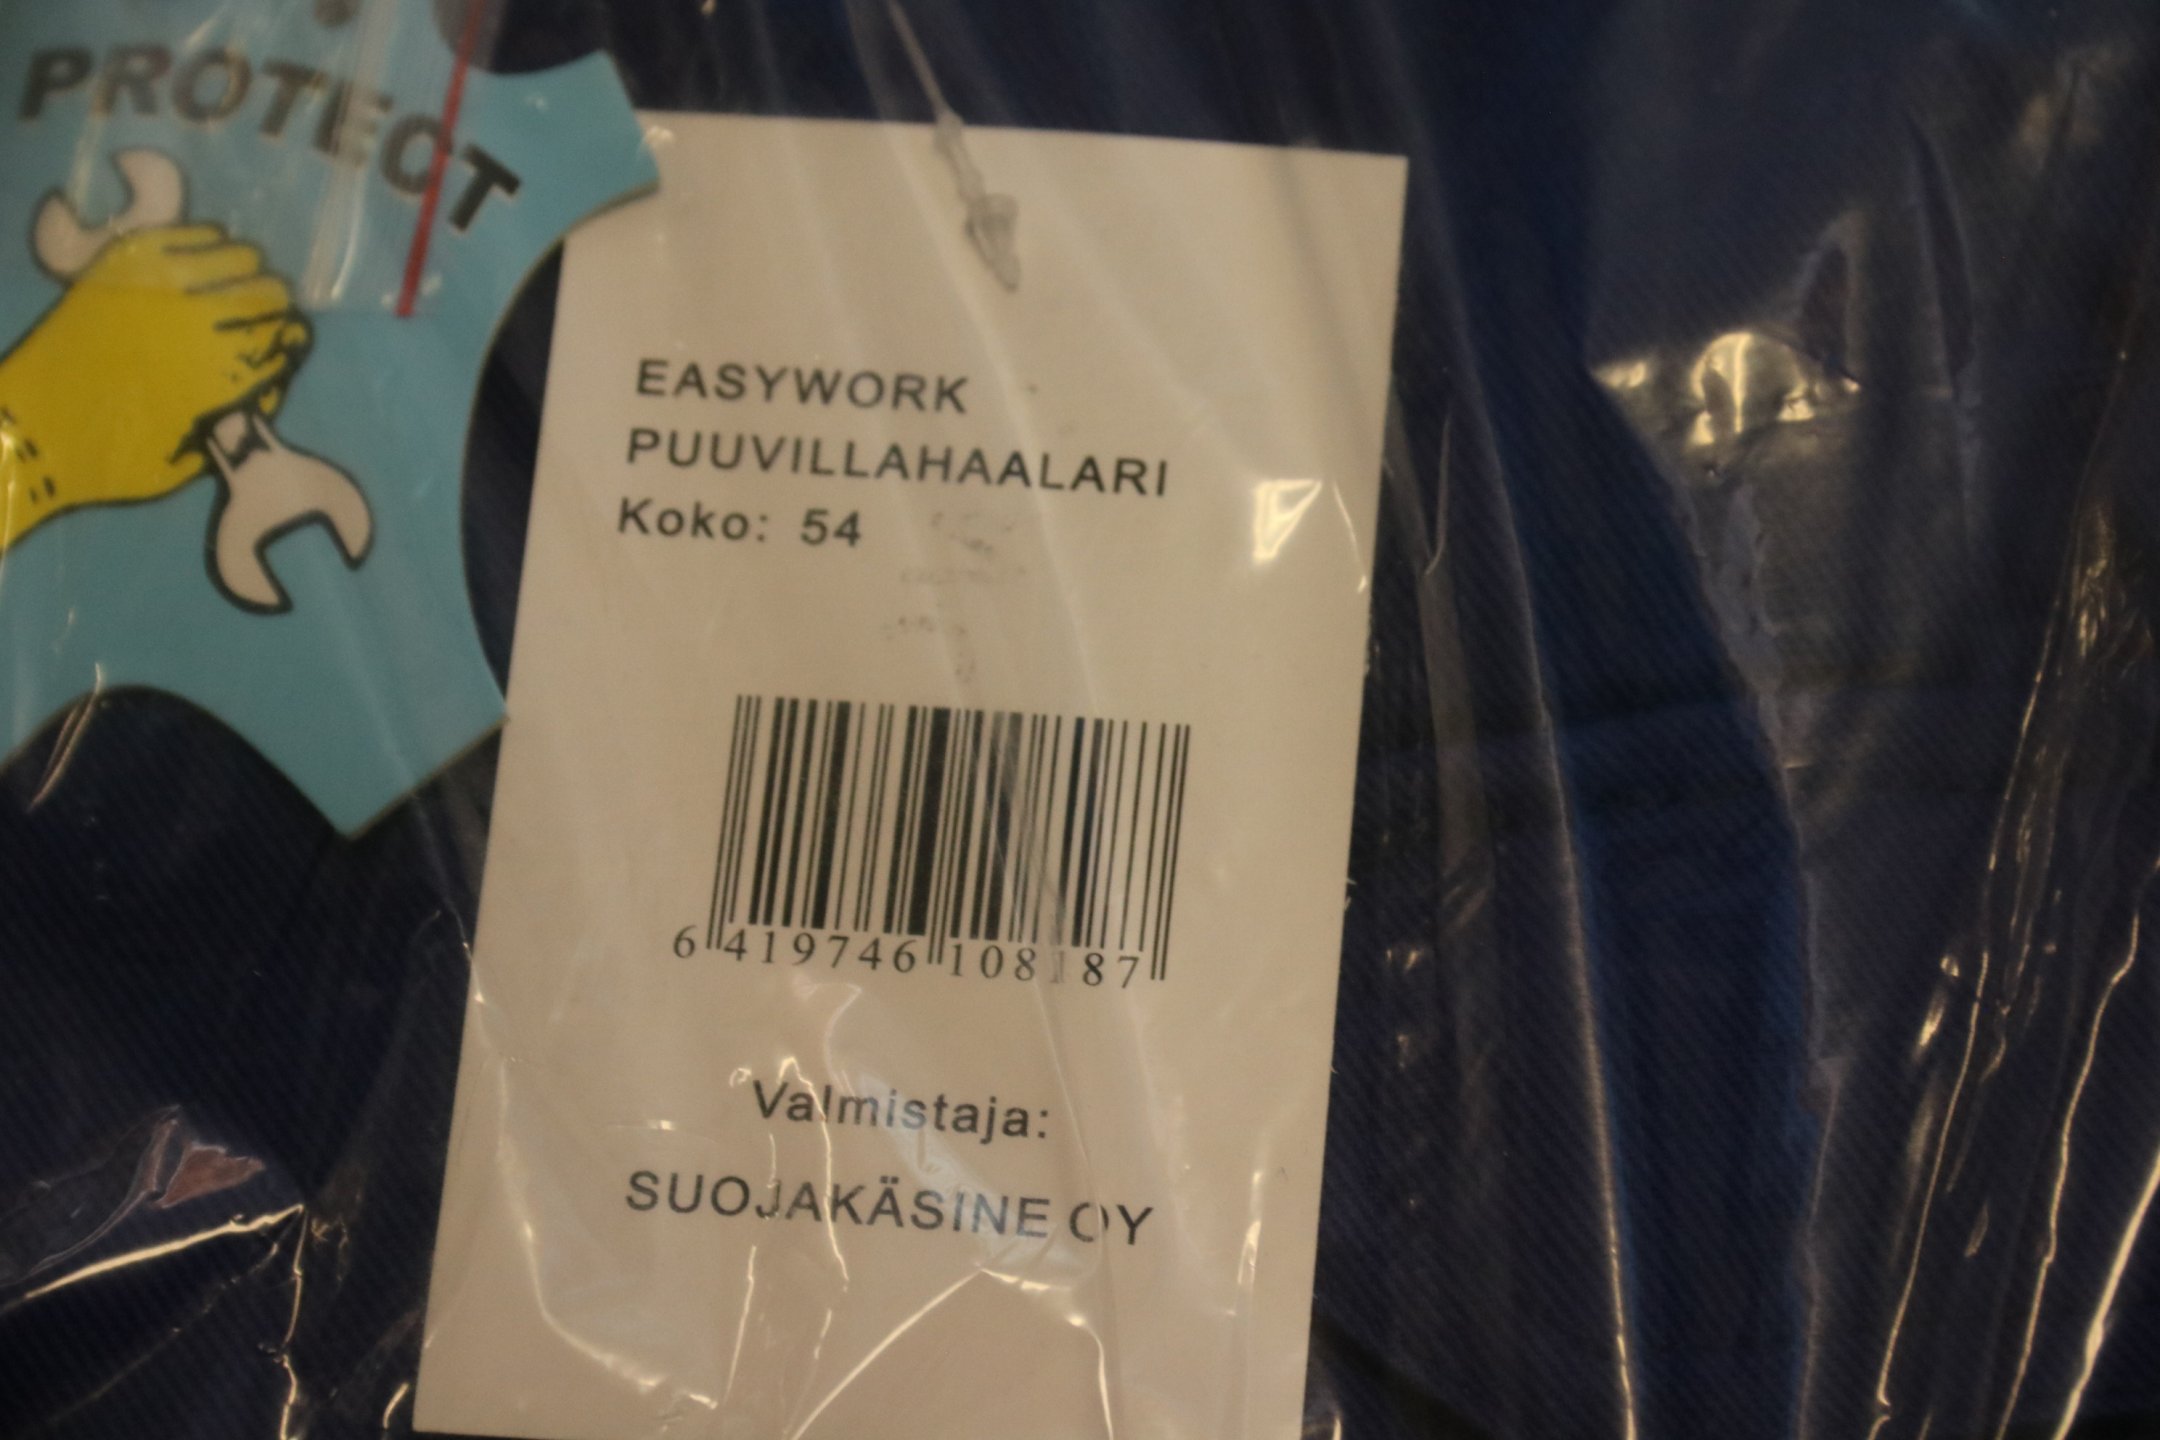 PROTECT
EASYWORK
PUUVILLAHAALARI
Koko: 54
6 419746 108187
Valmistaja:
SUOJAKÄSINE OY